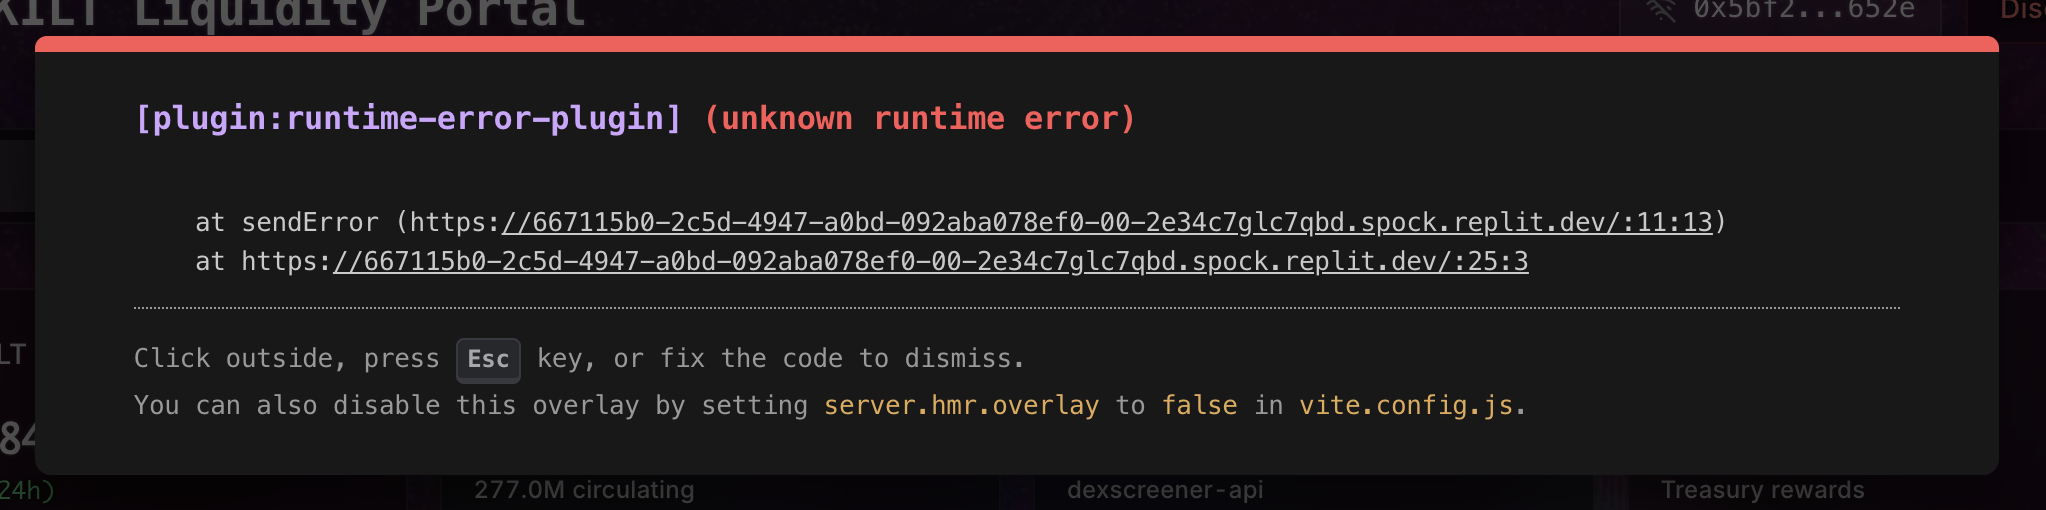 KILT Liquidity Portal
0x5bf2...652e
Dis
[plugin:runtime-error-plugin] (unknown runtime error)
at sendError (https://667115b0-2c5d-4947-a0bd-092aba078ef0-00-2e34c7glc7qbd.spock.replit.dev/:11:13)
at https://667115b0-2c5d-4947-a0bd-092aba078ef0-00-2e34c7glc7qbd.spock.replit.dev/:25:3
LT
Click outside, press Esc key, or fix the code to dismiss.
You can also disable this overlay by setting server.hmr.overlay to false in vite.config.js.
84
24h)
277.0M circulating
dexscreener-api
Treasury rewards